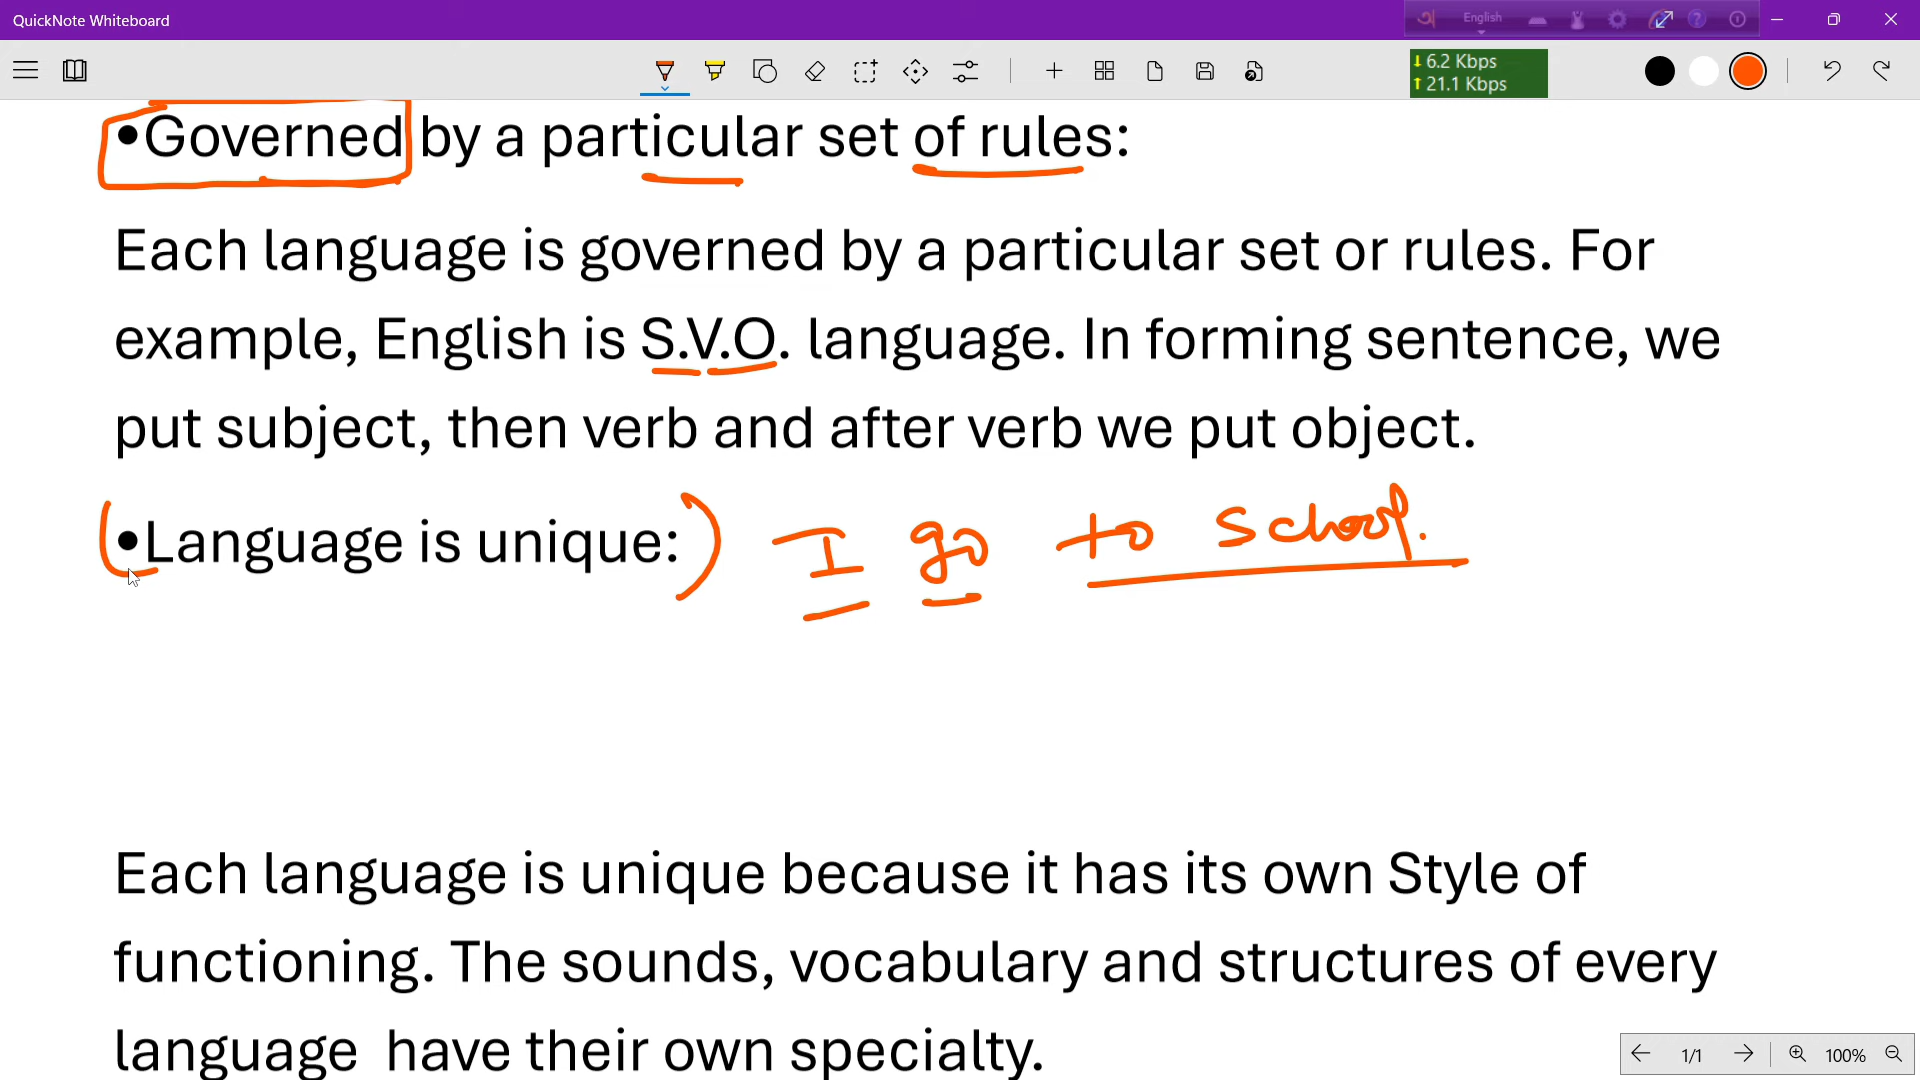 QuickNote Whiteboard
English
6.2 Kbps
21.1 Kbps
•Governed by a particular set of rules:
Each language is governed by a particular set or rules. For
example, English is S.V.O. language. In forming sentence, we
put subject, then verb and after verb we put object.
•Language is unique: I go to school.
Each language is unique because it has its own Style of
functioning. The sounds, vocabulary and structures of every
language have their own specialty.
1/1 100%